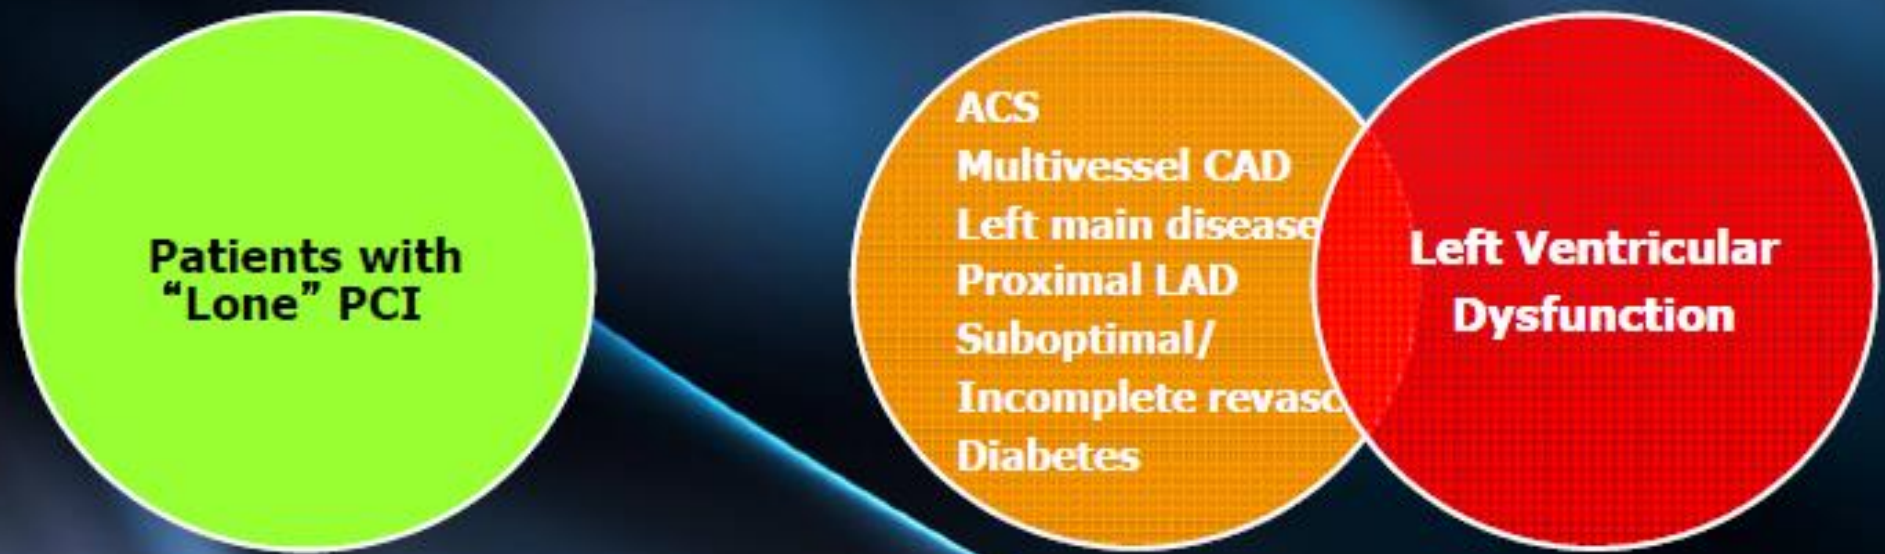 Patients with
“Lone” PCI
ACS
Multivessel CAD
Left main disease
Proximal LAD
Suboptimal/
Incomplete revasc
Diabetes
Left Ventricular
Dysfunction